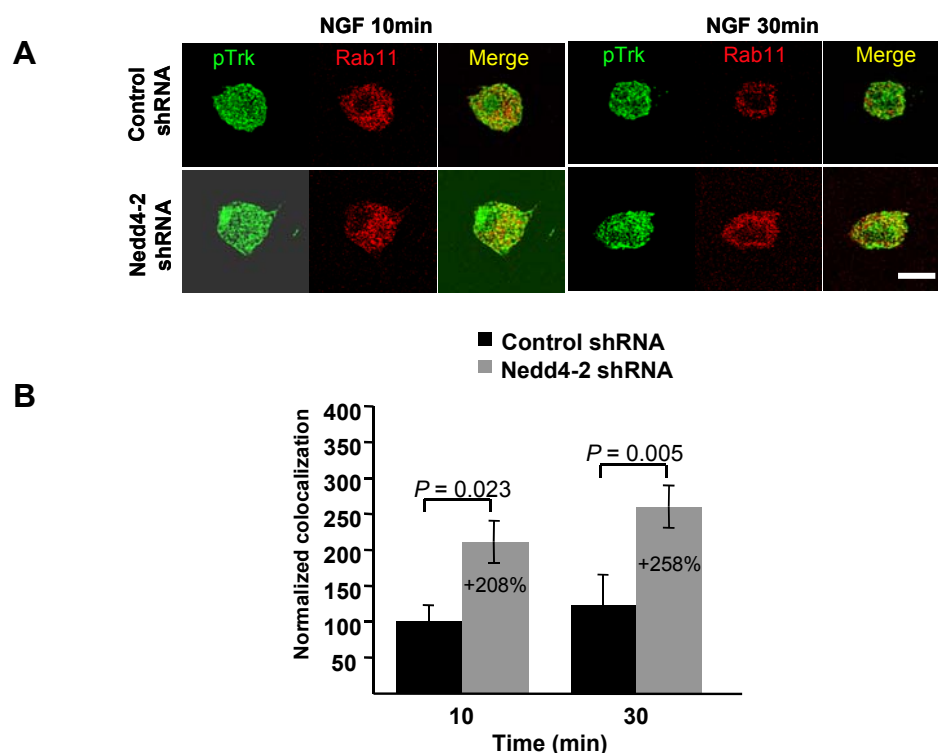 A
NGF 10min
NGF 30min
pTrk
Rab11
Merge
pTrk
Rab11
Merge
Control
shRNA
Nedd4-2
shRNA
Control shRNA
Nedd4-2 shRNA
B
Normalized colocalization
400
350
300
250
200
150
100
50
P = 0.023
P = 0.005
+208%
+258%
10
30
Time (min)